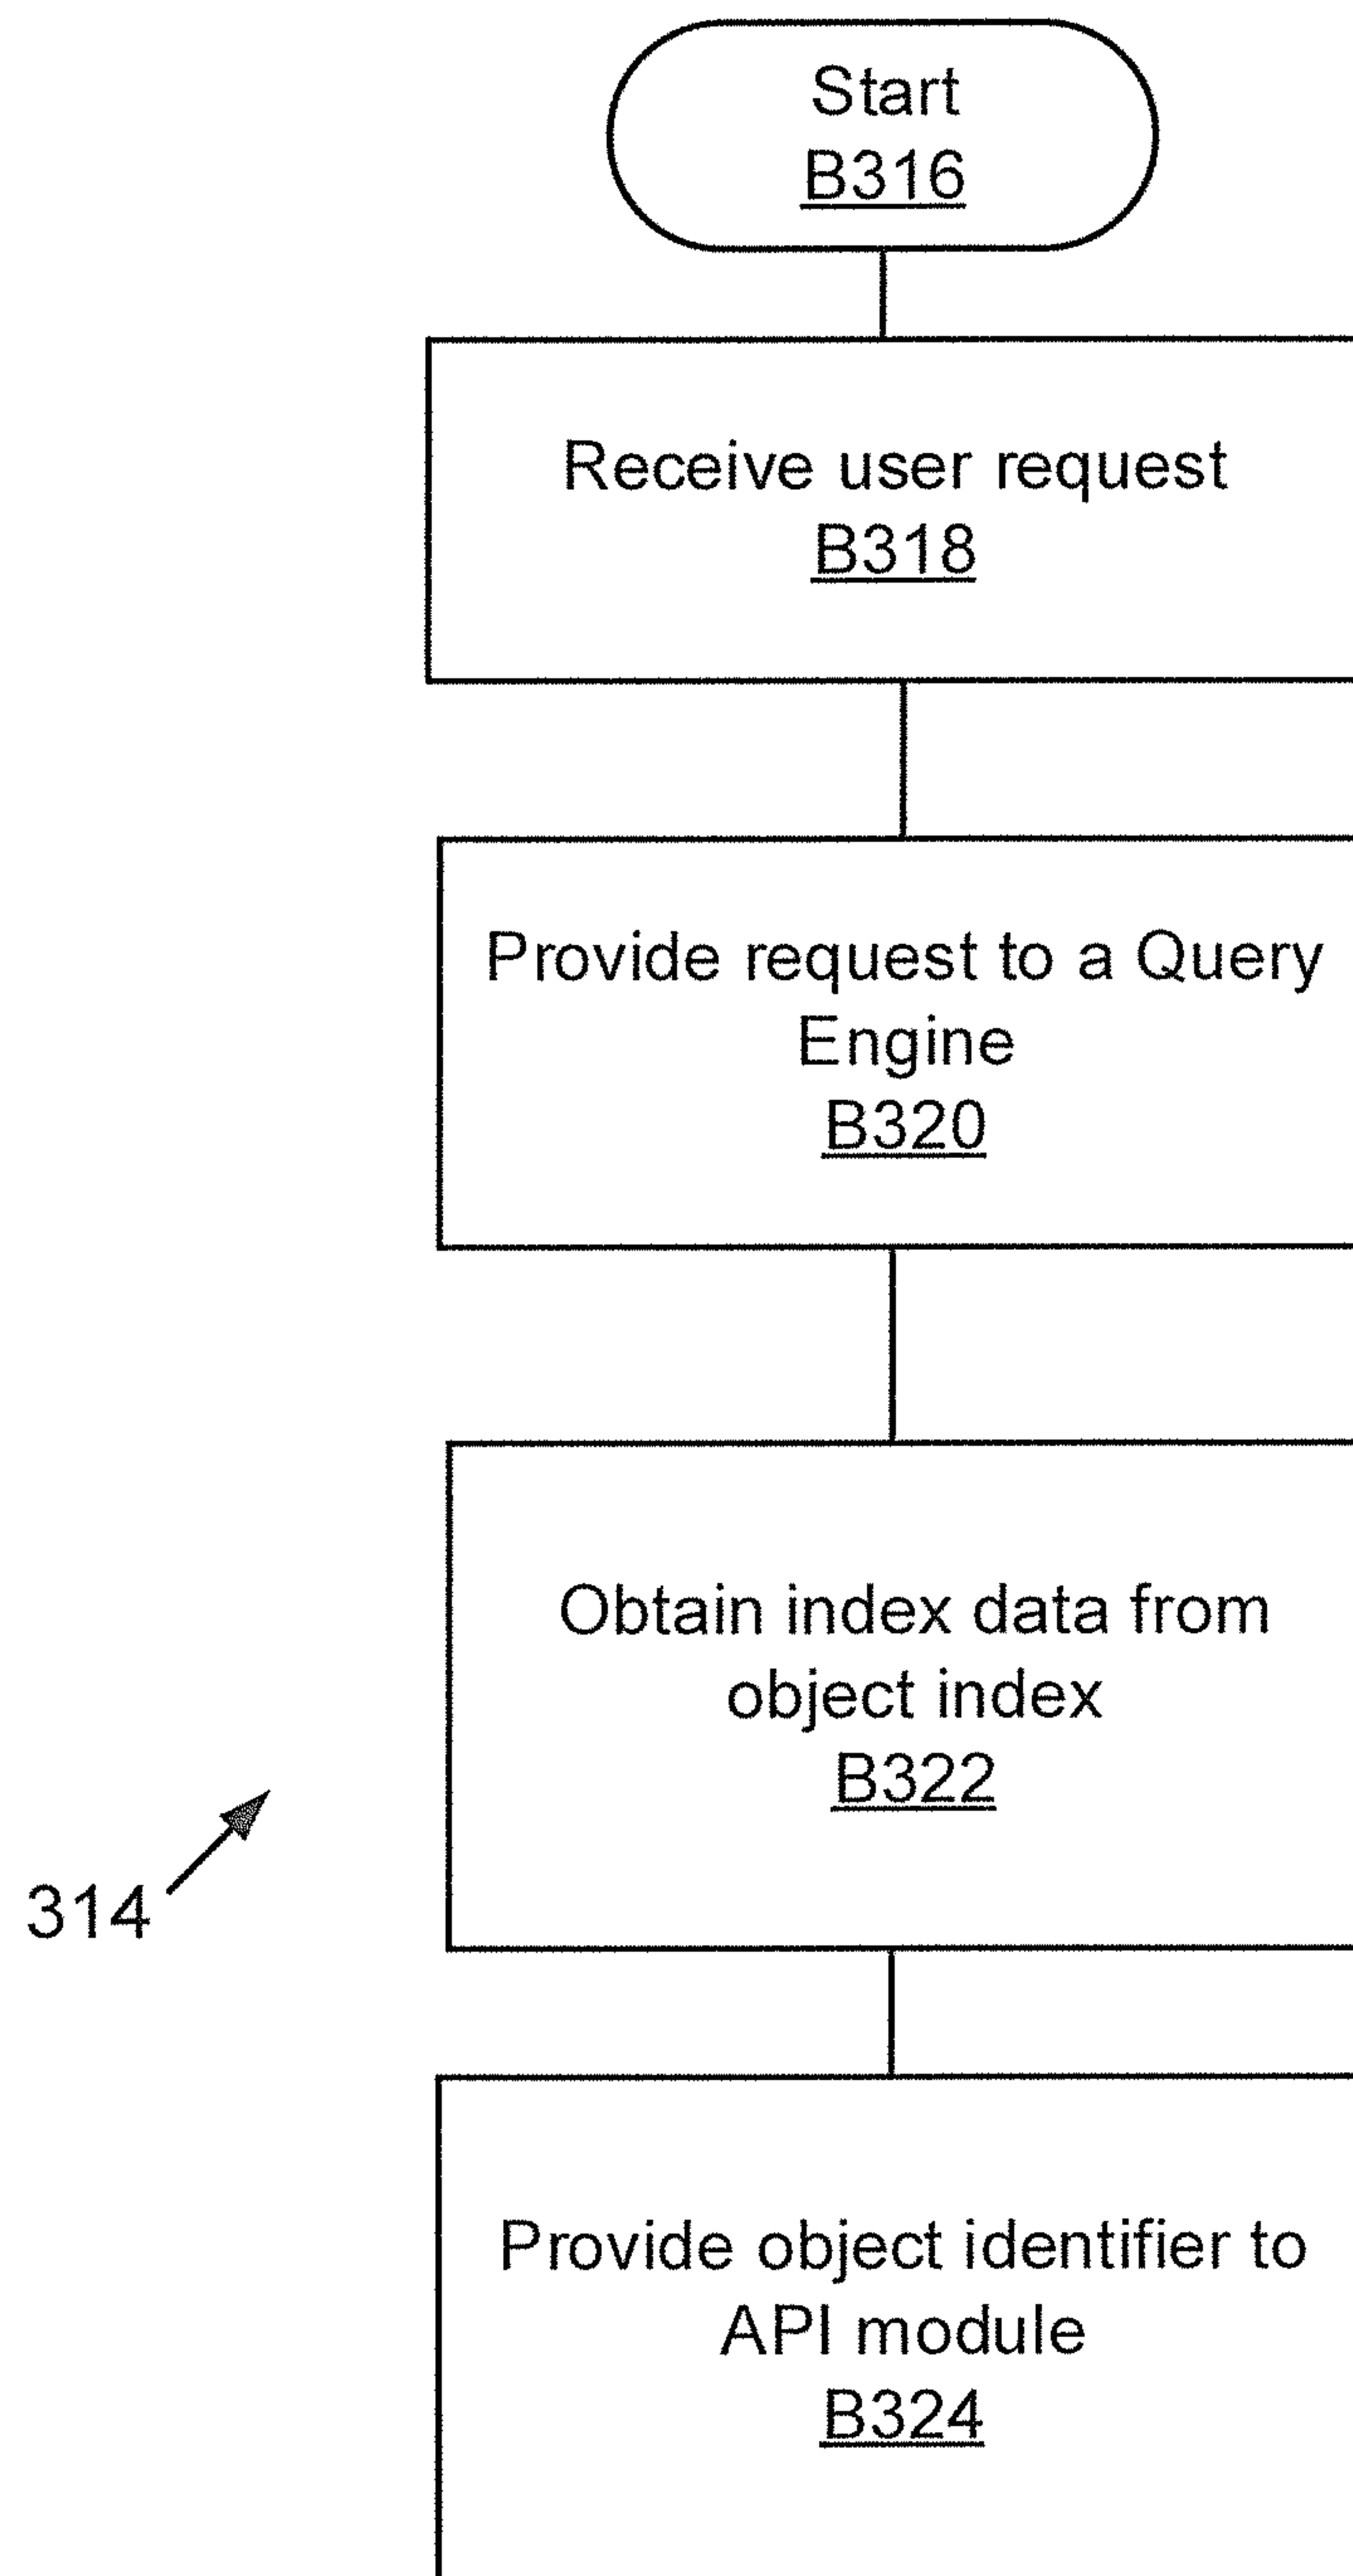 Start
B316
Receive user request
B318
Provide request to a Query
Engine
B320
Obtain index data from
object index
B322
314
Provide object identifier to
API module
B324